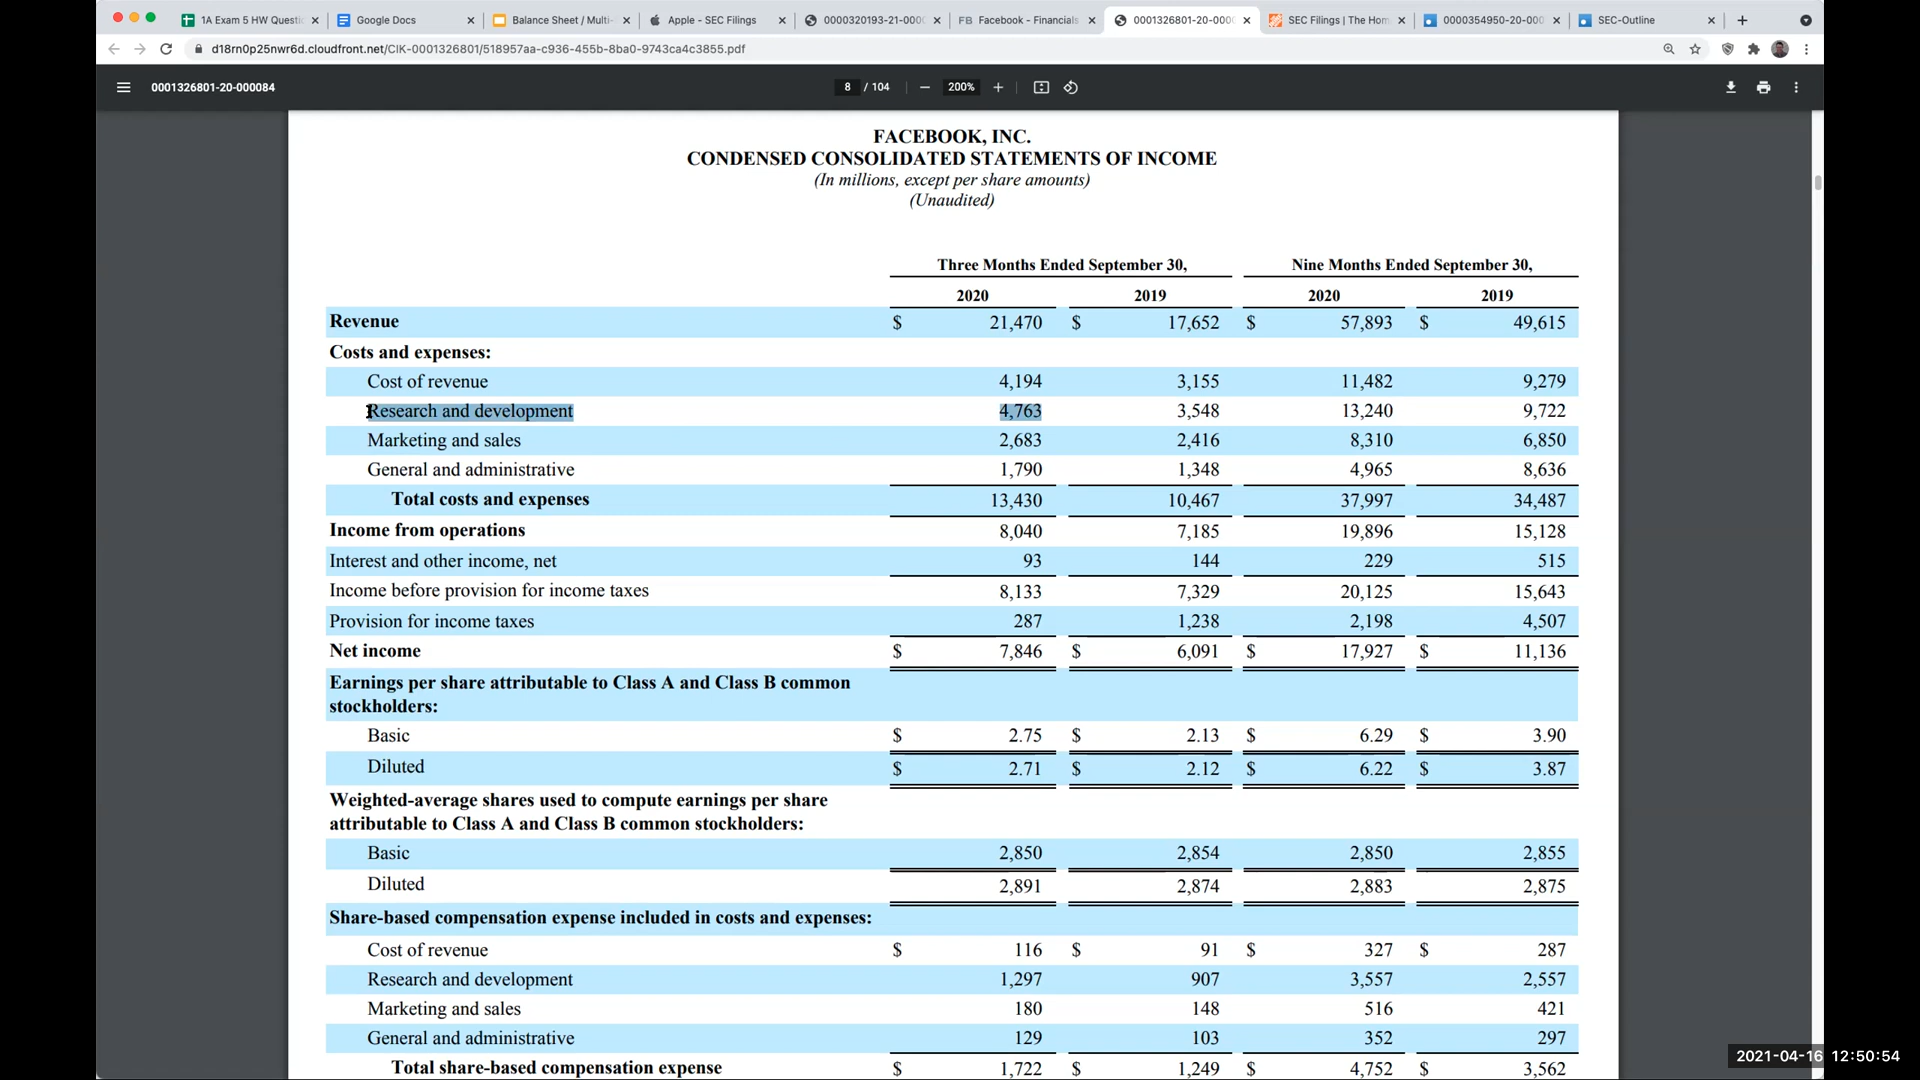 1A Exam 5 HW Questi
Google Docs
Balance Sheet / Multi-
Apple - SEC Filings
0000320193-21-000
Facebook - Financials
0001326801-20-000
SEC Filings | The Hom
0000354950-20-000
SEC-Outline
d18rn0p25nwr6d.cloudfront.net/CIK-0001326801/518957aa-c936-455b-8ba0-9743ca4c3855.pdf
0001326801-20-000084
8 / 104
200%
FACEBOOK, INC.
CONDENSED CONSOLIDATED STATEMENTS OF INCOME
(In millions, except per share amounts)
(Unaudited)
Three Months Ended September 30, Nine Months Ended September 30,
2020 2019 2020 2019
Revenue $ 21,470 $ 17,652 $ 57,893 $ 49,615
Costs and expenses:
Cost of revenue 4,194 3,155 11,482 9,279
Research and development 4,763 3,548 13,240 9,722
Marketing and sales 2,683 2,416 8,310 6,850
General and administrative 1,790 1,348 4,965 8,636
Total costs and expenses 13,430 10,467 37,997 34,487
Income from operations 8,040 7,185 19,896 15,128
Interest and other income, net 93 144 229 515
Income before provision for income taxes 8,133 7,329 20,125 15,643
Provision for income taxes 287 1,238 2,198 4,507
Net income $ 7,846 $ 6,091 $ 17,927 $ 11,136
Earnings per share attributable to Class A and Class B common
stockholders:
Basic $ 2.75 $ 2.13 $ 6.29 $ 3.90
Diluted $ 2.71 $ 2.12 $ 6.22 $ 3.87
Weighted-average shares used to compute earnings per share
attributable to Class A and Class B common stockholders:
Basic 2,850 2,854 2,850 2,855
Diluted 2,891 2,874 2,883 2,875
Share-based compensation expense included in costs and expenses:
Cost of revenue $ 116 $ 91 $ 327 $ 287
Research and development 1,297 907 3,557 2,557
Marketing and sales 180 148 516 421
General and administrative 129 103 352 297
Total share-based compensation expense $ 1,722 $ 1,249 $ 4,752 $ 3,562
2021-04-16 12:50:54